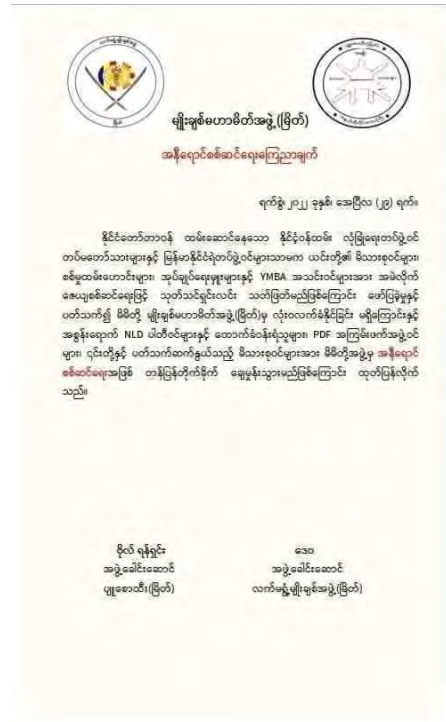 မျိုးချစ်မဟာမိတ်အဖွဲ့(မြိတ်)
အနီရောင်စစ်ဆင်ရေးကြေညာချက်
ရက်စွဲ၊ ၂၀၂၂ ခုနှစ်၊ ဧပြီလ (၂၉) ရက်။
နိုင်ငံတော်တာဝန် ထမ်းဆောင်နေသော နိုင်ငံ့ဝန်ထမ်း လုံခြုံရေးတပ်ဖွဲ့ဝင်
တပ်မတော်သားများနှင့် မြန်မာနိုင်ငံရဲတပ်ဖွဲ့ဝင်များသာမက ယင်းတို့၏ မိသားစုဝင်များ၊
စစ်မှုထမ်းဟောင်းများ၊ အုပ်ချုပ်ရေးမှူးများနှင့် YMBA အသင်းဝင်များအား အမဲလိုက်
ဇေယျစစ်ဆင်ရေးဖြင့် သုတ်သင်ရှင်းလင်း သတ်ဖြတ်မည်ဖြစ်ကြောင်း ဖော်ပြခဲ့မှုနှင့်
ပတ်သက်၍ မိမိတို့ မျိုးချစ်မဟာမိတ်အဖွဲ့(မြိတ်)မှ လုံးဝလက်ခံနိုင်ခြင်း မရှိကြောင်းနှင့်
အစွန်းရောက် NLD ပါတီဝင်များနှင့် ထောက်ခံဝန်းရံသူများ၊ PDF အကြမ်းဖက်အဖွဲ့ဝင်
များ၊ ၎င်းတို့နှင့် ပတ်သက်ဆက်နွယ်သည့် မိသားစုဝင်များအား မိမိတို့အဖွဲ့မှ အနီရောင်
စစ်ဆင်ရေးအဖြစ် တန်ပြန်တိုက်ခိုက် ချေမှုန်းသွားမည်ဖြစ်ကြောင်း ထုတ်ပြန်လိုက်
သည်။
ဗိုလ် ရန်ရှင်း
အဖွဲ့ခေါင်းဆောင်
ပျူစောထီး(မြိတ်)
ဒေဝ
အဖွဲ့ခေါင်းဆောင်
လက်မရွံ့မျိုးချစ်အဖွဲ့(မြိတ်)